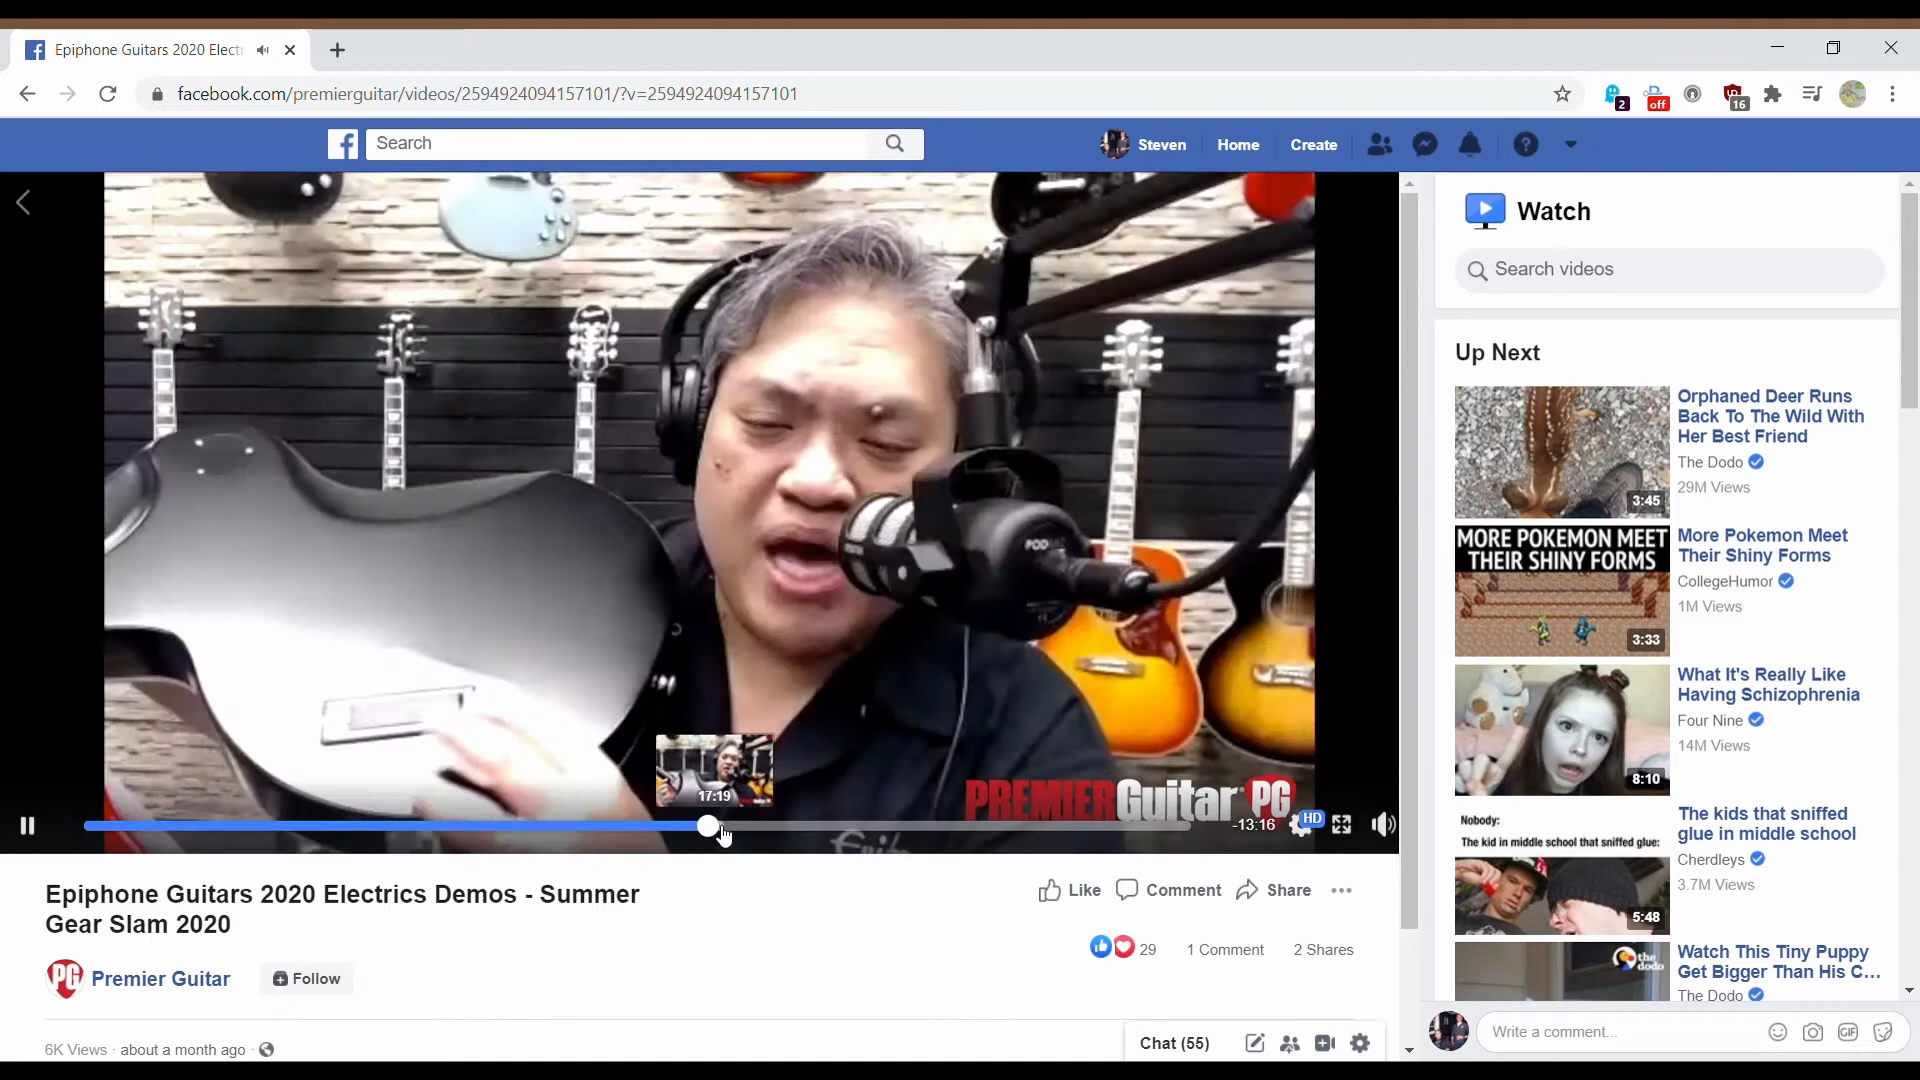 Epiphone Guitars 2020 Electr
facebook.com/premierguitar/videos/2594924094157101/?v=2594924094157101
2
off
16
Search
Steven
Home
Create
Watch
Search videos
Up Next
Orphaned Deer Runs
Back To The Wild With
Her Best Friend
The Dodo
29M Views
3:45
MORE POKEMON MEET
THEIR SHINY FORMS
3:33
More Pokemon Meet
Their Shiny Forms
CollegeHumor
1M Views
What It's Really Like
Having Schizophrenia
Four Nine
14M Views
8:10
Nobody:
The kid in middle school that sniffed glue:
5:48
The kids that sniffed
glue in middle school
Cherdleys
3.7M Views
the dodo
Watch This Tiny Puppy
Get Bigger Than His C...
The Dodo
17:19
PREMIER Guitar PG
-13:16
HD
Epiphone Guitars 2020 Electrics Demos - Summer
Gear Slam 2020
Like
Comment
Share
29
1 Comment
2 Shares
PG
Premier Guitar
Follow
6K Views · about a month ago ·
Chat (55)
Write a comment...
GIF